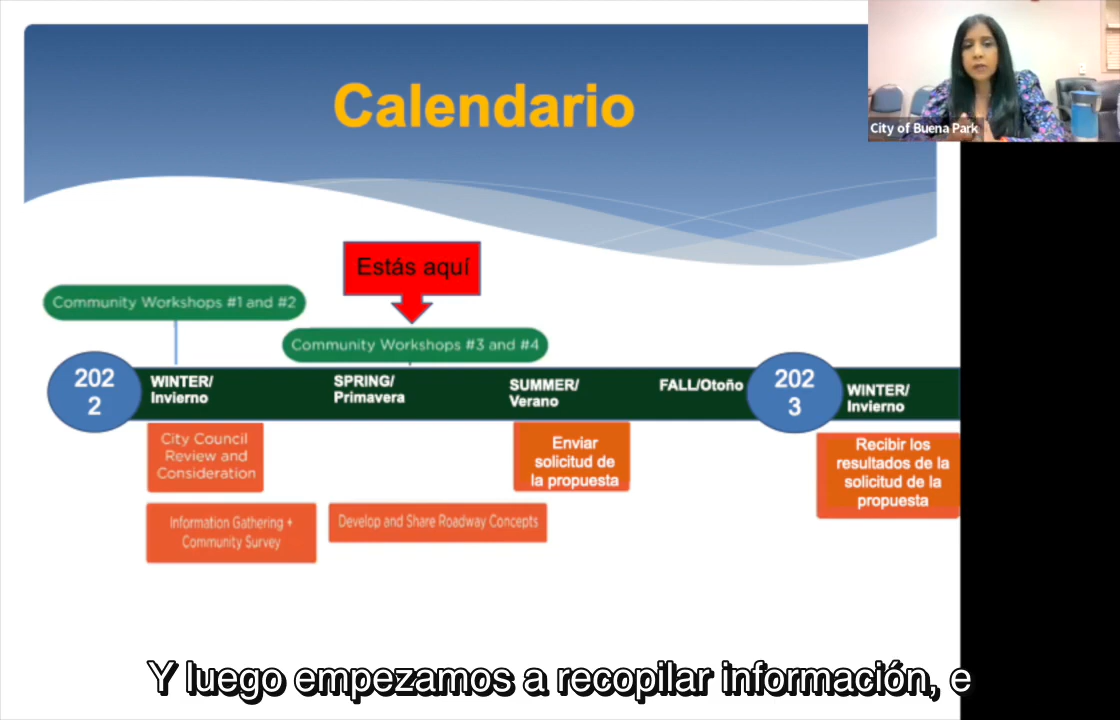 Calendario
City of Buena Park
Estás aquí
Community Workshops #1 and #2
Community Workshops #3 and #4
202
2
WINTER/
Invierno
SPRING/
Primavera
SUMMER/
Verano
FALL/Otoño
202
3
WINTER/
Invierno
City Council
Review and
Consideration
Enviar
solicitud de
la propuesta
Recibir los
resultados de la
solicitud de la
propuesta
Information Gathering +
Community Survey
Develop and Share Roadway Concepts
Y luego empezamos a recopilar información, e